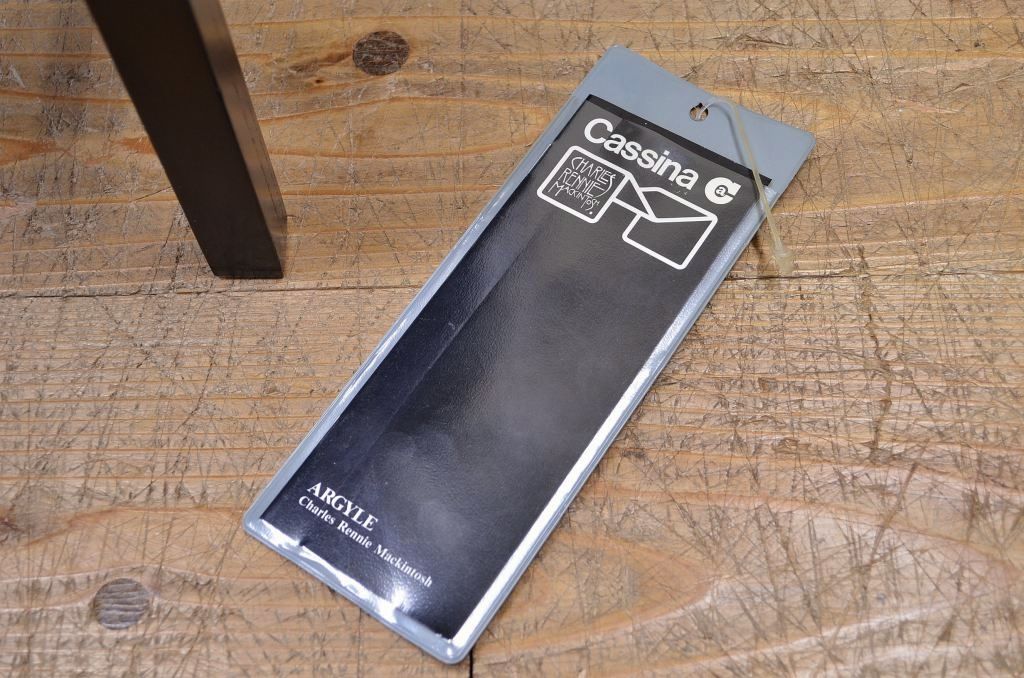 Cassina
a
CHARLES
RENNIE
MACKINTOSH.
ARGYLE
Charles Rennie Mackintosh